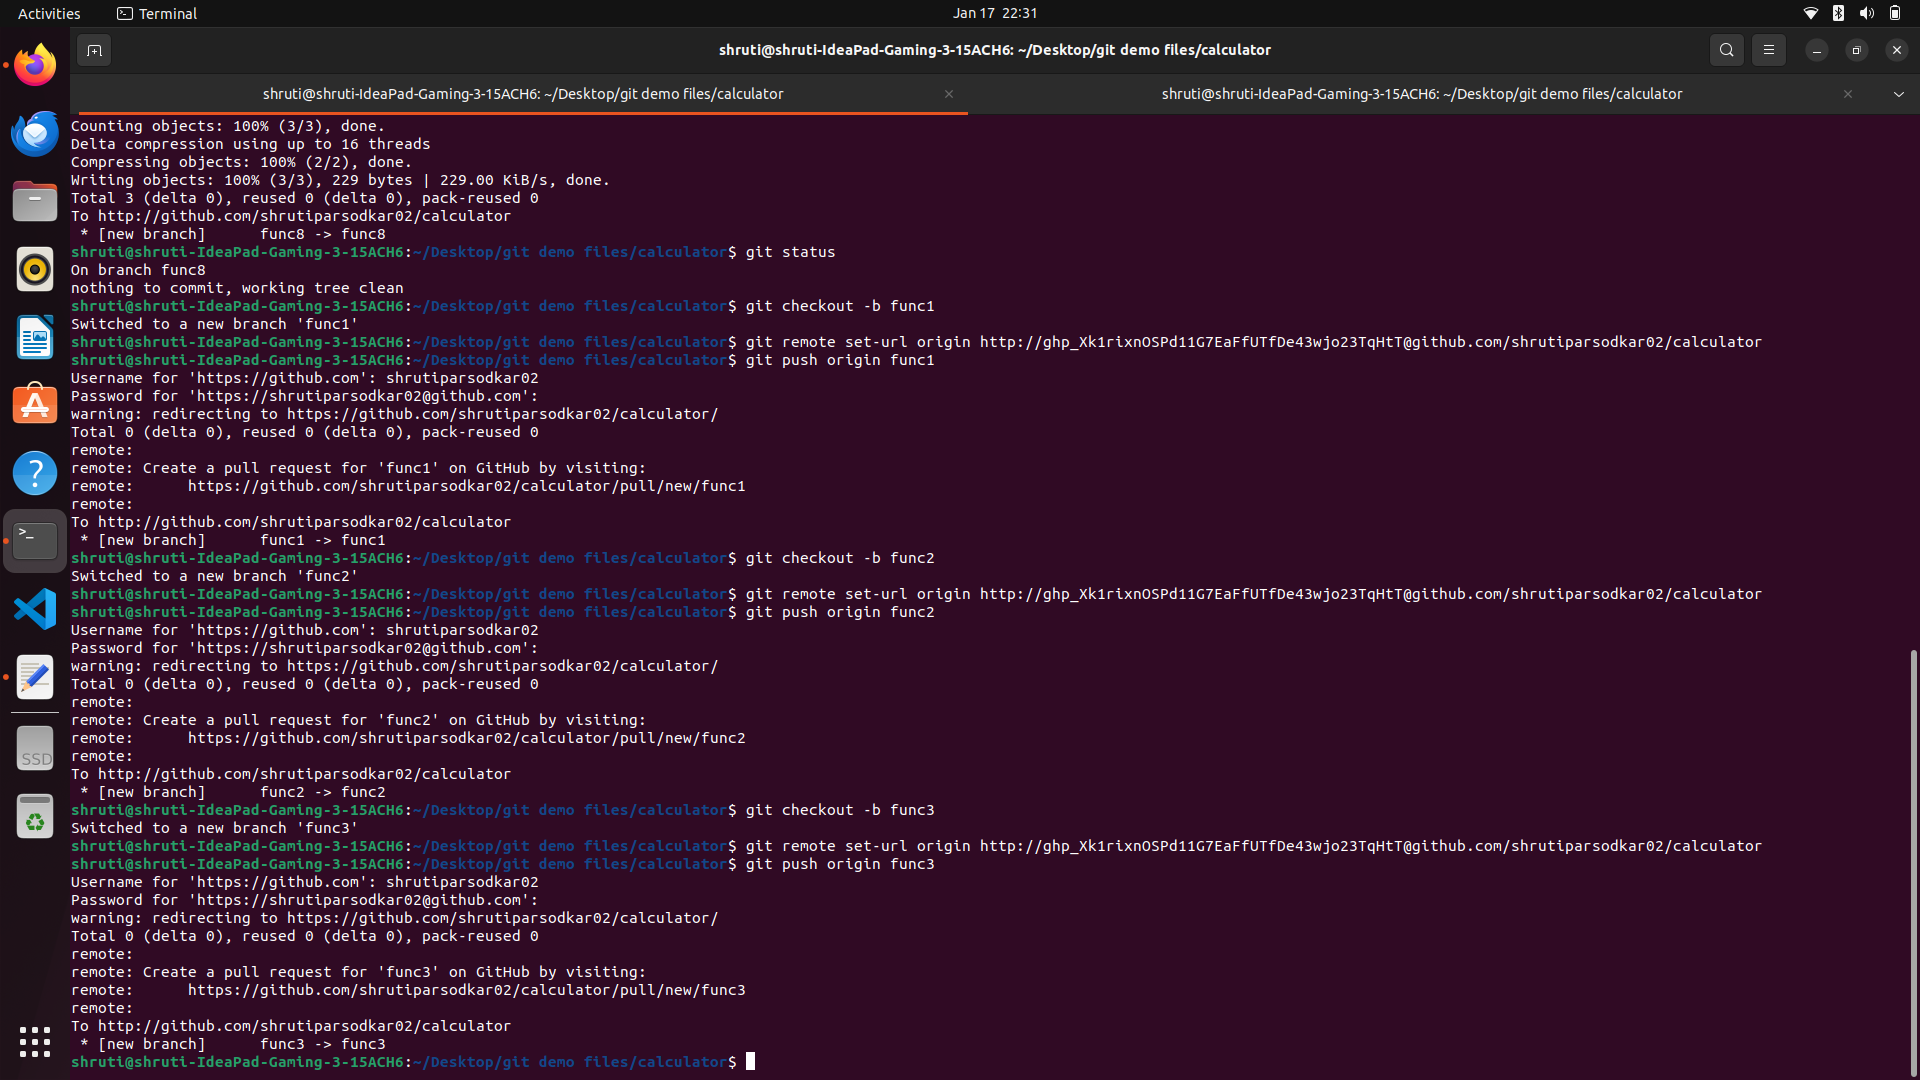 Activities
Terminal
Jan 17 22:31
shruti@shruti-IdeaPad-Gaming-3-15ACH6: ~/Desktop/git demo files/calculator
shruti@shruti-IdeaPad-Gaming-3-15ACH6: ~/Desktop/git demo files/calculator
shruti@shruti-IdeaPad-Gaming-3-15ACH6: ~/Desktop/git demo files/calculator
Counting objects: 100% (3/3), done.
Delta compression using up to 16 threads
Compressing objects: 100% (2/2), done.
Writing objects: 100% (3/3), 229 bytes | 229.00 KiB/s, done.
Total 3 (delta 0), reused 0 (delta 0), pack-reused 0
To http://github.com/shrutiparsodkar02/calculator
 * [new branch]      func8 -> func8
shruti@shruti-IdeaPad-Gaming-3-15ACH6:~/Desktop/git demo files/calculator$ git status
On branch func8
nothing to commit, working tree clean
shruti@shruti-IdeaPad-Gaming-3-15ACH6:~/Desktop/git demo files/calculator$ git checkout -b func1
Switched to a new branch 'func1'
shruti@shruti-IdeaPad-Gaming-3-15ACH6:~/Desktop/git demo files/calculator$ git remote set-url origin http://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@github.com/shrutiparsodkar02/calculator
shruti@shruti-IdeaPad-Gaming-3-15ACH6:~/Desktop/git demo files/calculator$ git push origin func1
Username for 'https://github.com': shrutiparsodkar02
Password for 'https://shrutiparsodkar02@github.com':
warning: redirecting to https://github.com/shrutiparsodkar02/calculator/
Total 0 (delta 0), reused 0 (delta 0), pack-reused 0
remote:
remote: Create a pull request for 'func1' on GitHub by visiting:
remote:      https://github.com/shrutiparsodkar02/calculator/pull/new/func1
remote:
To http://github.com/shrutiparsodkar02/calculator
 * [new branch]      func1 -> func1
shruti@shruti-IdeaPad-Gaming-3-15ACH6:~/Desktop/git demo files/calculator$ git checkout -b func2
Switched to a new branch 'func2'
shruti@shruti-IdeaPad-Gaming-3-15ACH6:~/Desktop/git demo files/calculator$ git remote set-url origin http://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@github.com/shrutiparsodkar02/calculator
shruti@shruti-IdeaPad-Gaming-3-15ACH6:~/Desktop/git demo files/calculator$ git push origin func2
Username for 'https://github.com': shrutiparsodkar02
Password for 'https://shrutiparsodkar02@github.com':
warning: redirecting to https://github.com/shrutiparsodkar02/calculator/
Total 0 (delta 0), reused 0 (delta 0), pack-reused 0
remote:
remote: Create a pull request for 'func2' on GitHub by visiting:
remote:      https://github.com/shrutiparsodkar02/calculator/pull/new/func2
remote:
To http://github.com/shrutiparsodkar02/calculator
 * [new branch]      func2 -> func2
shruti@shruti-IdeaPad-Gaming-3-15ACH6:~/Desktop/git demo files/calculator$ git checkout -b func3
Switched to a new branch 'func3'
shruti@shruti-IdeaPad-Gaming-3-15ACH6:~/Desktop/git demo files/calculator$ git remote set-url origin http://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@github.com/shrutiparsodkar02/calculator
shruti@shruti-IdeaPad-Gaming-3-15ACH6:~/Desktop/git demo files/calculator$ git push origin func3
Username for 'https://github.com': shrutiparsodkar02
Password for 'https://shrutiparsodkar02@github.com':
warning: redirecting to https://github.com/shrutiparsodkar02/calculator/
Total 0 (delta 0), reused 0 (delta 0), pack-reused 0
remote:
remote: Create a pull request for 'func3' on GitHub by visiting:
remote:      https://github.com/shrutiparsodkar02/calculator/pull/new/func3
remote:
To http://github.com/shrutiparsodkar02/calculator
 * [new branch]      func3 -> func3
shruti@shruti-IdeaPad-Gaming-3-15ACH6:~/Desktop/git demo files/calculator$
SSD